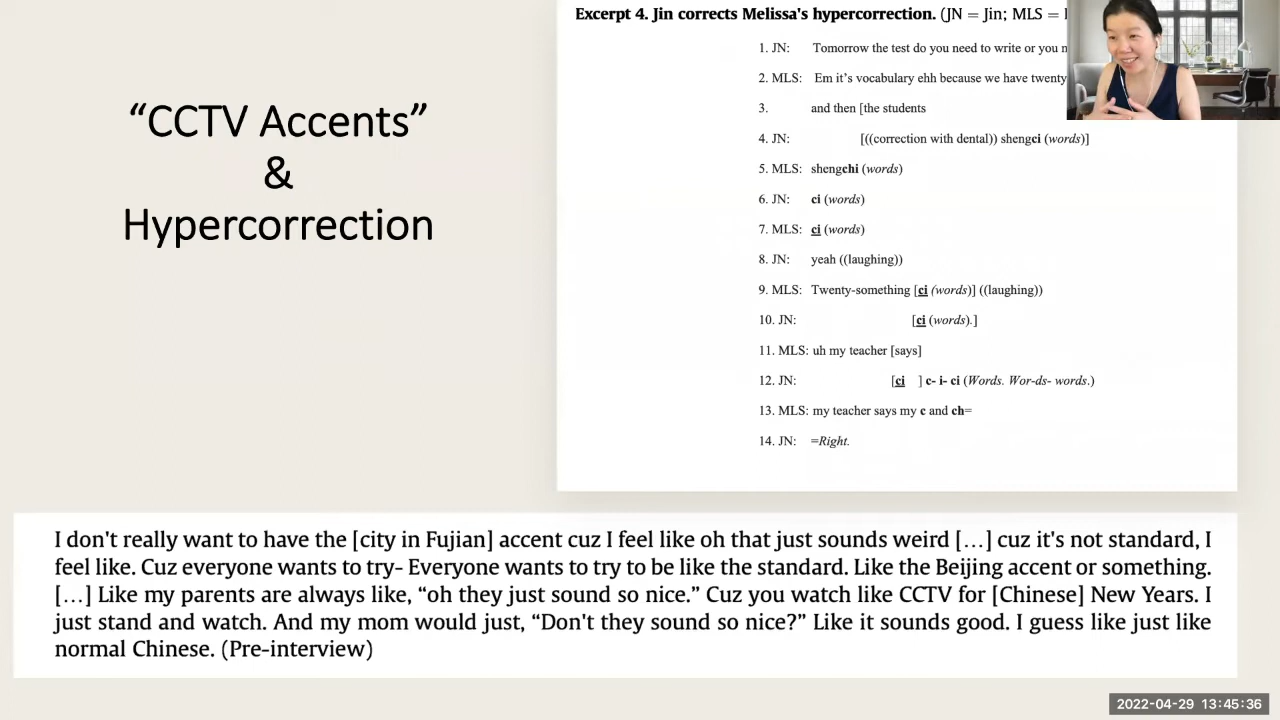 “CCTV Accents”
&
Hypercorrection
Excerpt 4. Jin corrects Melissa's hypercorrection. (JN = Jin; MLS =
1. JN: Tomorrow the test do you need to write or you
2. MLS: Em it’s vocabulary ehh because we have twenty
3. and then [the students
4. JN: [((correction with dental)) shengci (words)]
5. MLS: shengchi (words)
6. JN: ci (words)
7. MLS: ci (words)
8. JN: yeah ((laughing))
9. MLS: Twenty-something [ci (words)] ((laughing))
10. JN: [ci (words).]
11. MLS: uh my teacher [says]
12. JN: [ci ] c- i- ci (Words. Wor-ds- words.)
13. MLS: my teacher says my c and ch=
14. JN: =Right.
I don't really want to have the [city in Fujian] accent cuz I feel like oh that just sounds weird […] cuz it's not standard, I
feel like. Cuz everyone wants to try- Everyone wants to try to be like the standard. Like the Beijing accent or something.
[…] Like my parents are always like, “oh they just sound so nice.” Cuz you watch like CCTV for [Chinese] New Years. I
just stand and watch. And my mom would just, “Don't they sound so nice?” Like it sounds good. I guess like just like
normal Chinese. (Pre-interview)
2022-04-29 13:45:36